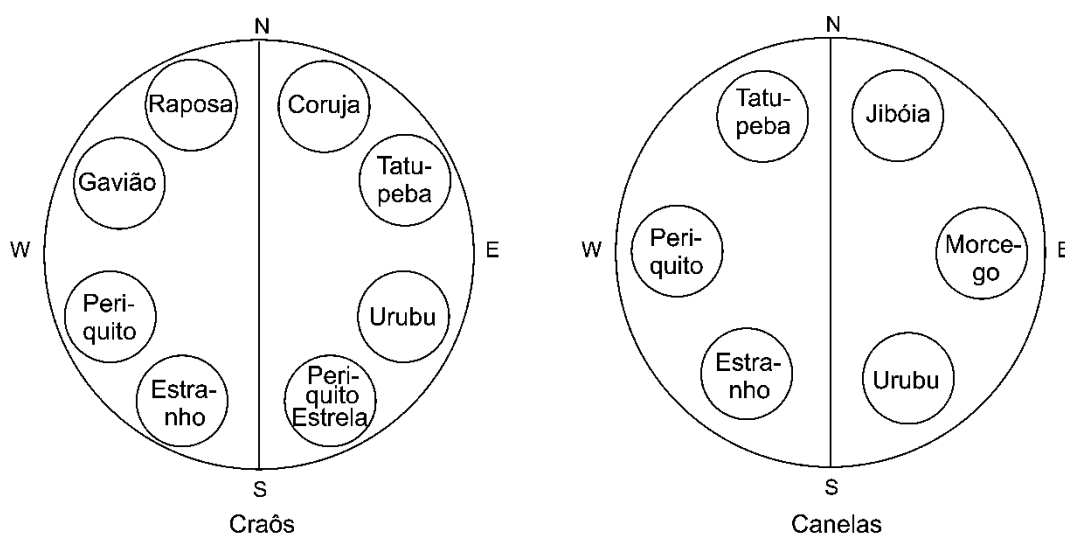 N
Raposa
Coruja
Gavião
Tatu-
peba
W
E
Peri-
quito
Urubu
Estra-
nho
Peri-
quito
Estrela
S
Craôs
N
Tatu-
peba
Jibóia
W
Peri-
quito
Morce-
go
E
Estra-
nho
Urubu
S
Canelas